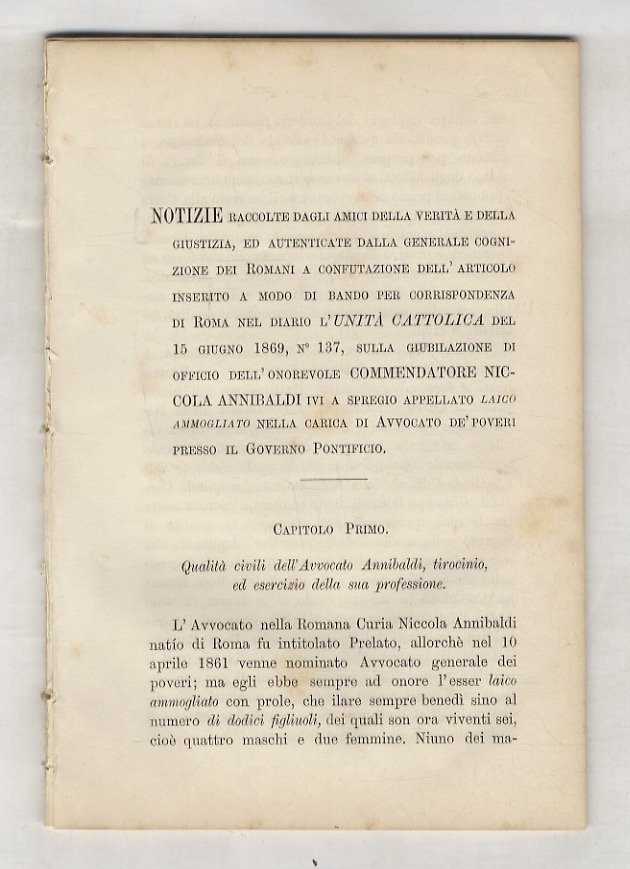 NOTIZIE RACCOLTE DAGLI AMICI DELLA VERITÀ E DELLA
GIUSTIZIA, ED AUTENTICATE DALLA GENERALE COGNI-
ZIONE DEI ROMANI A CONFUTAZIONE DELL' ARTICOLO
INSERITO A MODO DI BANDO PER CORRISPONDENZA
DI ROMA NEL DIARIO L'UNITÀ CATTOLICA DEL
15 GIUGNO 1869, N° 137, SULLA GIUBILAZIONE DI
OFFICIO DELL'ONOREVOLE COMMENDATORE NIC-
COLA ANNIBALDI IVI A SPREGIO APPELLATO LAICO
AMMOGLIATO NELLA CARICA DI AVVOCATO DE'POVERI
PRESSO IL GOVERNO PONTIFICIO.
CAPITOLO PRIMO.
Qualità civili dell'Avvocato Annibaldi, tirocinio,
ed esercizio della sua professione.
L' Avvocato nella Romana Curia Niccola Annibaldi
natío di Roma fu intitolato Prelato, allorchè nel 10
aprile 1861 venne nominato Avvocato generale dei
poveri; ma egli ebbe sempre ad onore l'esser laico
ammogliato con prole, che ilare sempre benedì sino al
numero di dodici figliuoli, dei quali son ora viventi sei,
cioè quattro maschi e due femmine. Niuno dei ma-